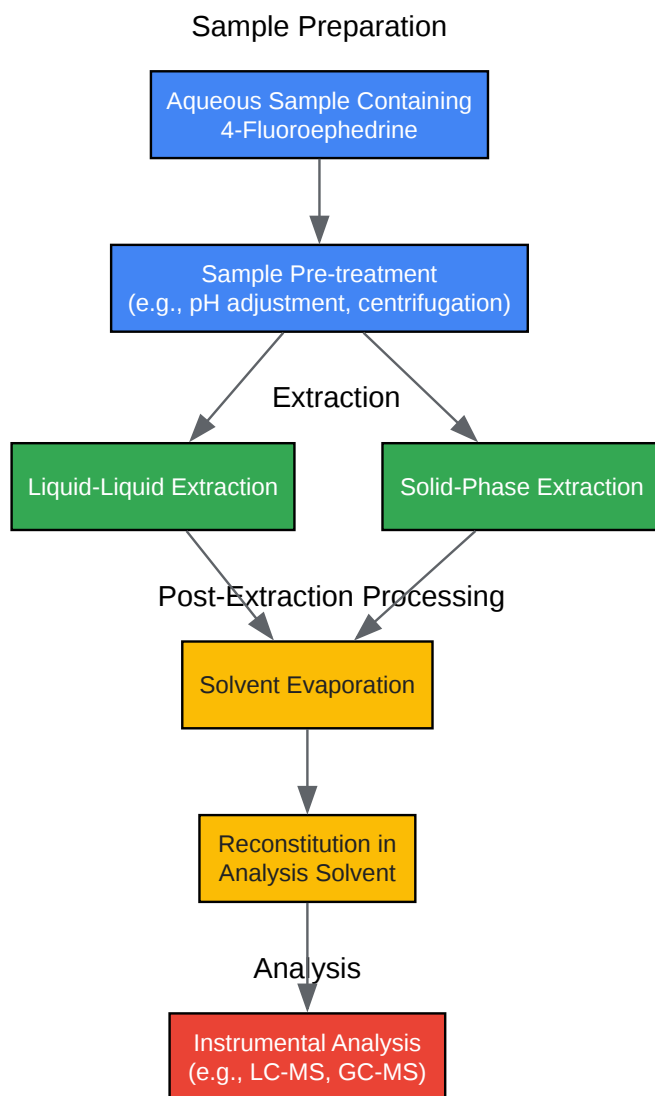 Sample Preparation
Aqueous Sample Containing
4-Fluoroephedrine
Sample Pre-treatment
(e.g., pH adjustment, centrifugation)
Extraction
Liquid-Liquid Extraction
Solid-Phase Extraction
Post-Extraction Processing
Solvent Evaporation
Reconstitution in
Analysis Solvent
Analysis
Instrumental Analysis
(e.g., LC-MS, GC-MS)